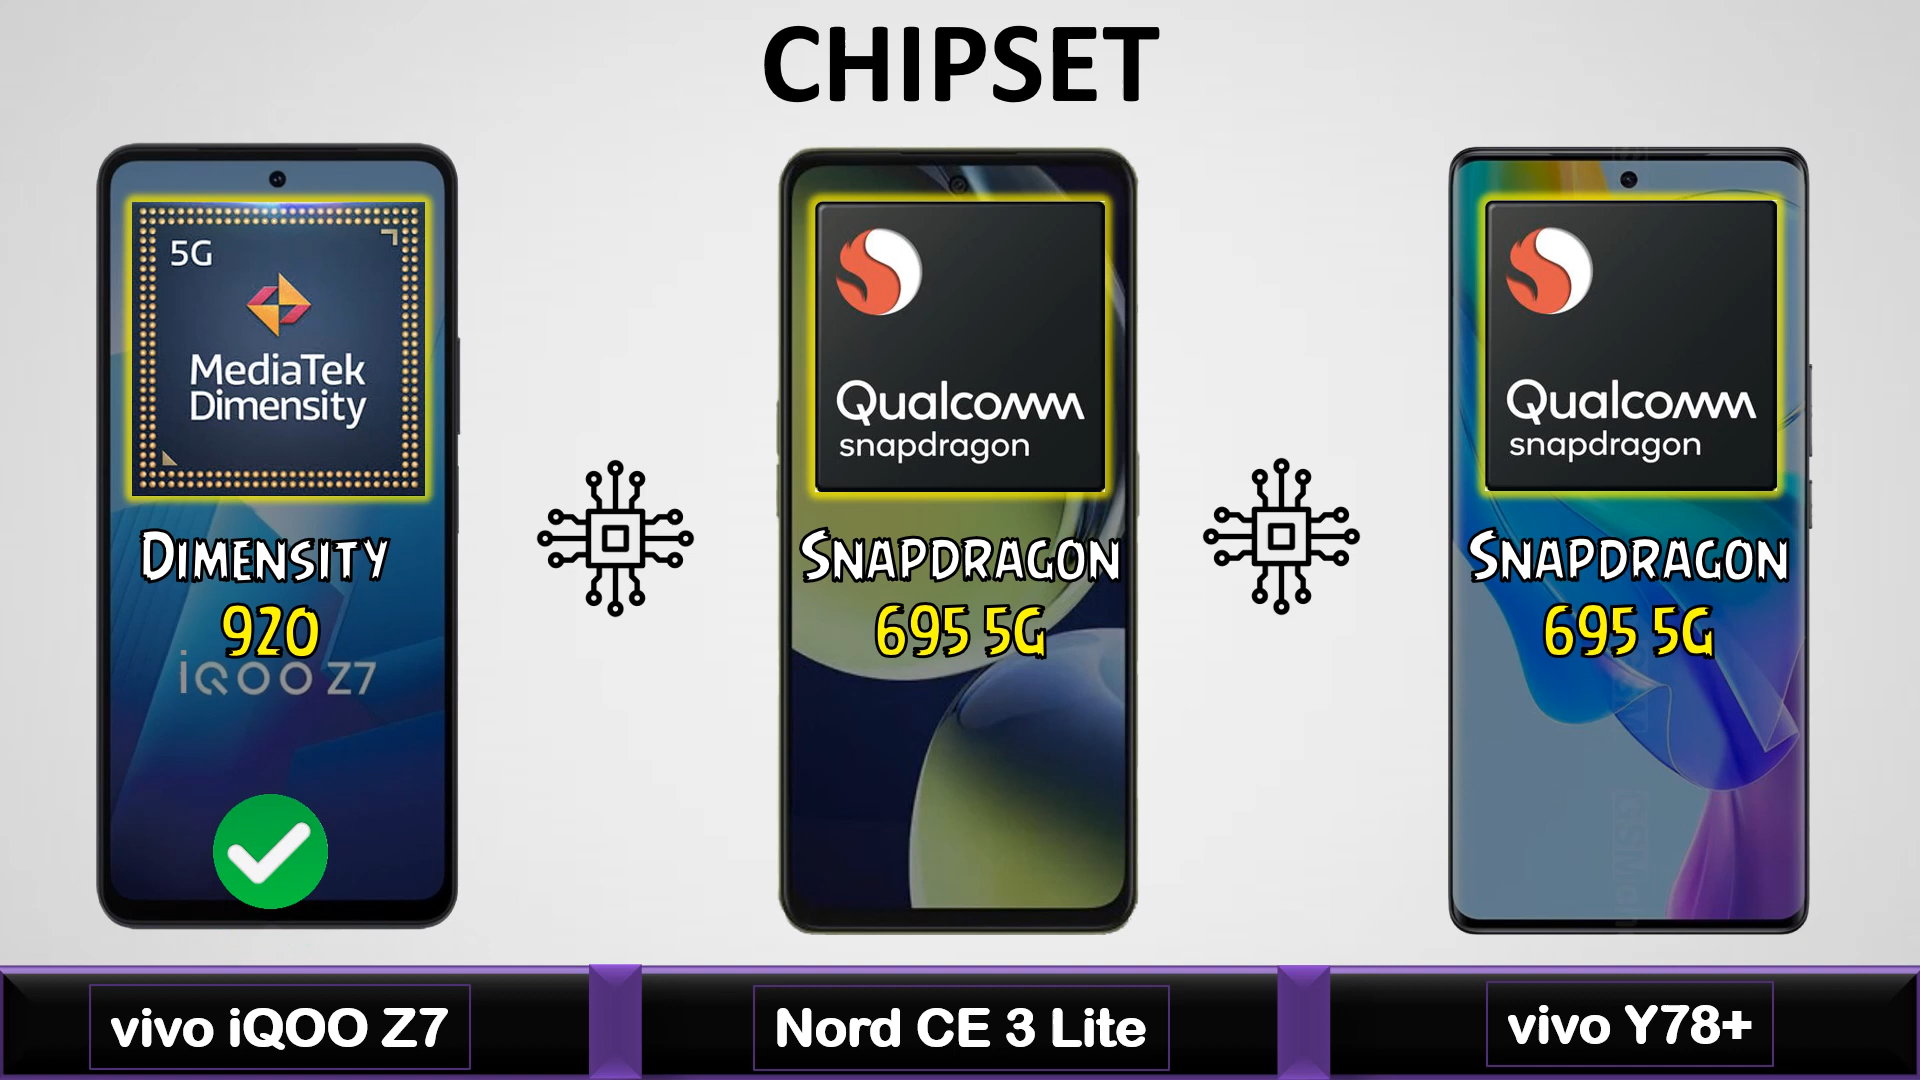 CHIPSET
5G
MediaTek
Dimensity
DIMENSITY
920
iQOO Z7
Qualcomm
snapdragon
SNAPDRAGON
695 5G
Qualcomm
snapdragon
SNAPDRAGON
695 5G
vivo iQOO Z7
Nord CE 3 Lite
vivo Y78+